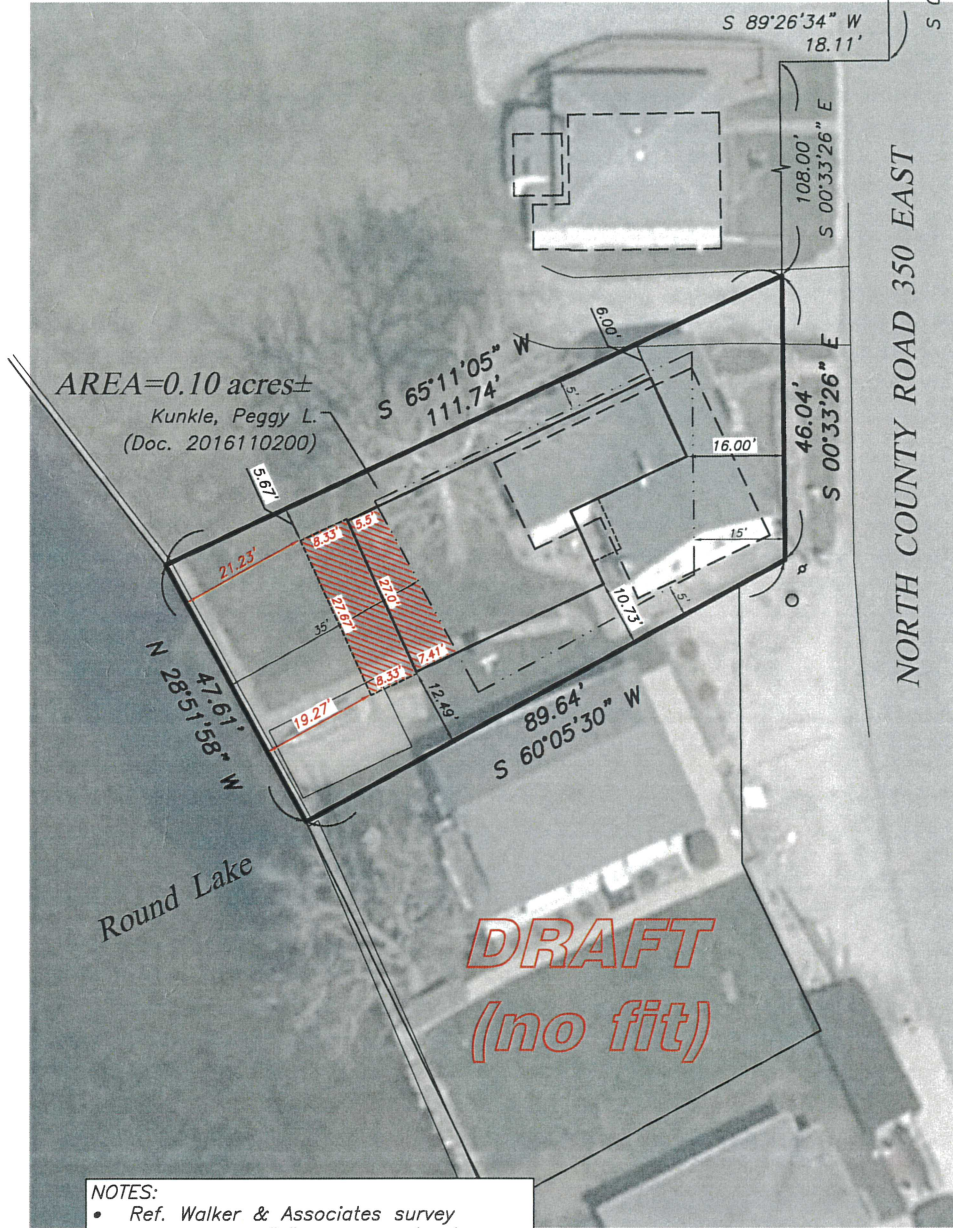 S 89°26'34" W
18.11'
S
108.00'
S 00°33'26" E
NORTH COUNTY ROAD 350 EAST
6.00'
S 65°11'05" W
111.74'
5'
46.04'
S 00°33'26" E
AREA=0.10 acres±
Kunkle, Peggy L.
(Doc. 2016110200)
16.00'
5.67'
15'
8.33'
5.5'
21.23'
27.67'
27.0'
35'
10.73'
5'
8.33'
7.41'
12.49'
19.27'
47.61'
N 28°51'58" W
89.64'
S 60°05'30" W
Round Lake
DRAFT
(no fit)
NOTES:
• Ref. Walker & Associates survey